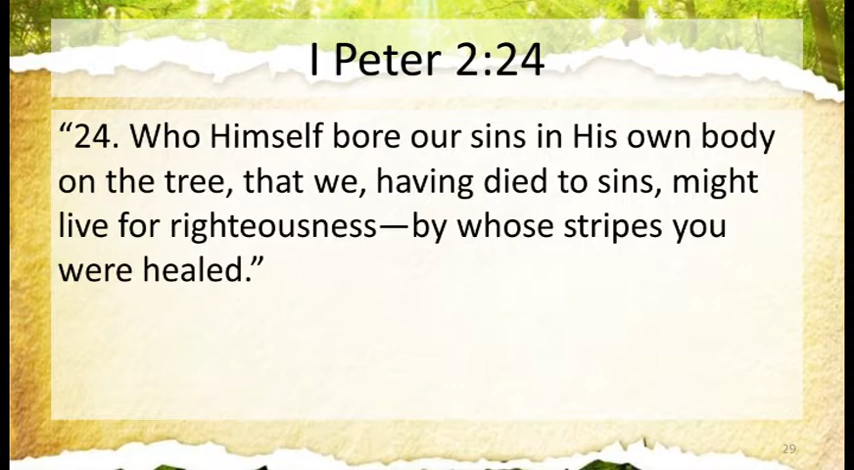 I Peter 2:24
“24. Who Himself bore our sins in His own body
on the tree, that we, having died to sins, might
live for righteousness—by whose stripes you
were healed.”
29